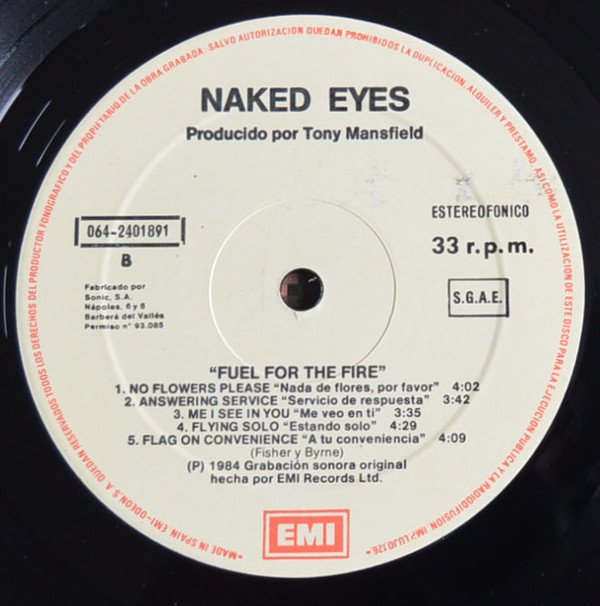 NAKED EYES
Producido por Tony Mansfield
064-2401891
B
Fabricado por
Sonic, S.A.
Nápoles, 6 y 8
Barberá del Vallés
Permiso n° 93.085
ESTEREOFONICO
33 r.p.m.
S.G.A.E.
"FUEL FOR THE FIRE"
1. NO FLOWERS PLEASE "Nada de flores, por favor" 4:02
2. ANSWERING SERVICE "Servicio de respuesta" 3:42
3. ME I SEE IN YOU "Me veo en ti" 3:35
4. FLYING SOLO "Estando solo" 4:29
5. FLAG ON CONVENIENCE "A tu conveniencia" 4:09
(Fisher y Byrne)
(P) 1984 Grabación sonora original
hecha por EMI Records Ltd.
EMI
*MADE IN SPAIN. EMI-ODEON, S.A. QUEDAN RESERVADOS TODOS LOS DERECHOS DEL PRODUCTOR FONOGRAFICO Y DEL PROPIETARIO DE LA OBRA GRABADA. SALVO AUTORIZACION QUEDAN PROHIBIDOS LA DUPLICACION, ALQUILER Y PRESTAMO, ASI COMO LA UTILIZACION DE ESTE DISCO PARA LA EJECUCION PUBLICA Y LA RADIODIFUSION.